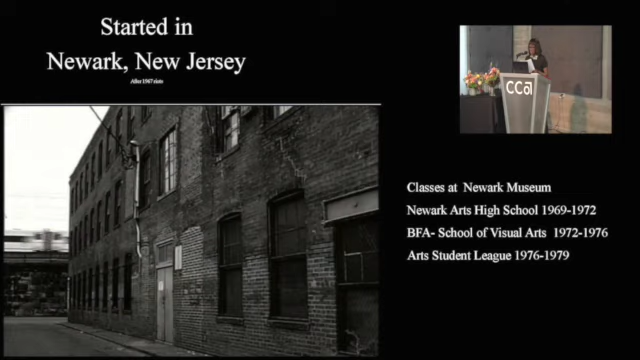 Started in
Newark, New Jersey
After 1967 riots
CCA
Classes at Newark Museum
Newark Arts High School 1969-1972
BFA- School of Visual Arts 1972-1976
Arts Student League 1976-1979